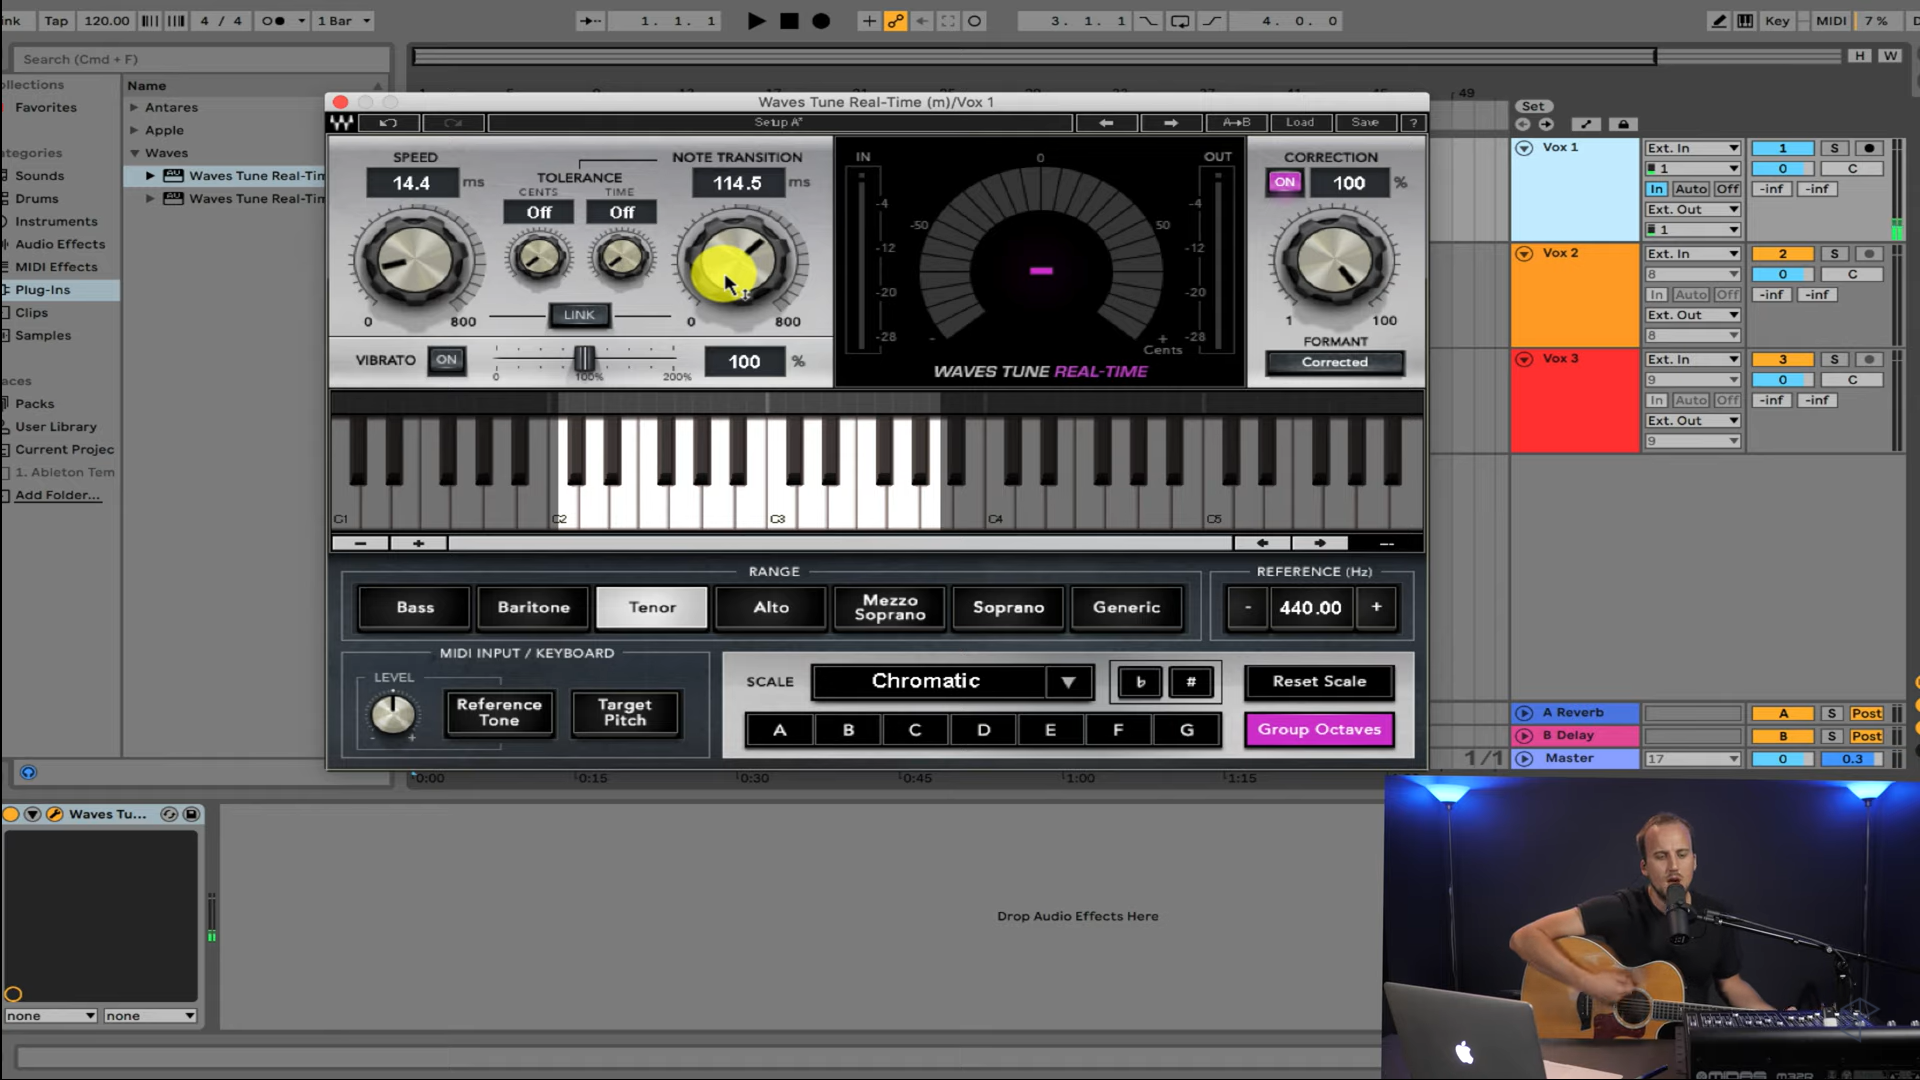 ink Tap 120.00 4 / 4 1 Bar 1. 1. 1 3. 1. 1 4. 0. 0 Key MIDI 7 %
Search (Cmd + F)
H W
ollections
Favorites
ategories
Sounds
Drums
Instruments
Audio Effects
MIDI Effects
Plug-Ins
Clips
Samples
aces
Packs
User Library
Current Projec
1. Ableton Tem
Add Folder...
Name
Antares
Apple
Waves
Waves Tune Real-Tim
Waves Tune Real-Tim
49
Waves Tune Real-Time (m)/Vox 1
Setup A* A→B Load Save ?
SPEED
14.4 ms
0 800
TOLERANCE
CENTS TIME
Off Off
LINK
NOTE TRANSITION
114.5 ms
0 800
VIBRATO ON
0 100% 200%
100 %
IN 0 OUT
-4 -4
-50 50
-12 -12
-20 -20
-28 -28
- +
Cents
WAVES TUNE REAL-TIME
CORRECTION
ON 100 %
1 100
FORMANT
Corrected
C1 C2 C3 C4 C5
- + ---
RANGE
Bass Baritone Tenor Alto Mezzo Soprano Soprano Generic
REFERENCE (Hz)
- 440.00 +
MIDI INPUT / KEYBOARD
LEVEL
- +
Reference Tone
Target Pitch
SCALE Chromatic ♭ # Reset Scale
A B C D E F G Group Octaves
Set
Vox 1 Ext. In 1 S
1 0 C
In Auto Off -inf -inf
Ext. Out
1
Vox 2 Ext. In 2 S
8 0 C
In Auto Off -inf -inf
Ext. Out
8
Vox 3 Ext. In 3 S
9 0 C
In Auto Off -inf -inf
Ext. Out
9
A Reverb A S Post
B Delay B S Post
1/1 Master 17 0 0.3
0:00 0:15 0:30 0:45 1:00 1:15
Waves Tu...
none none
Drop Audio Effects Here
MIDAS M32R